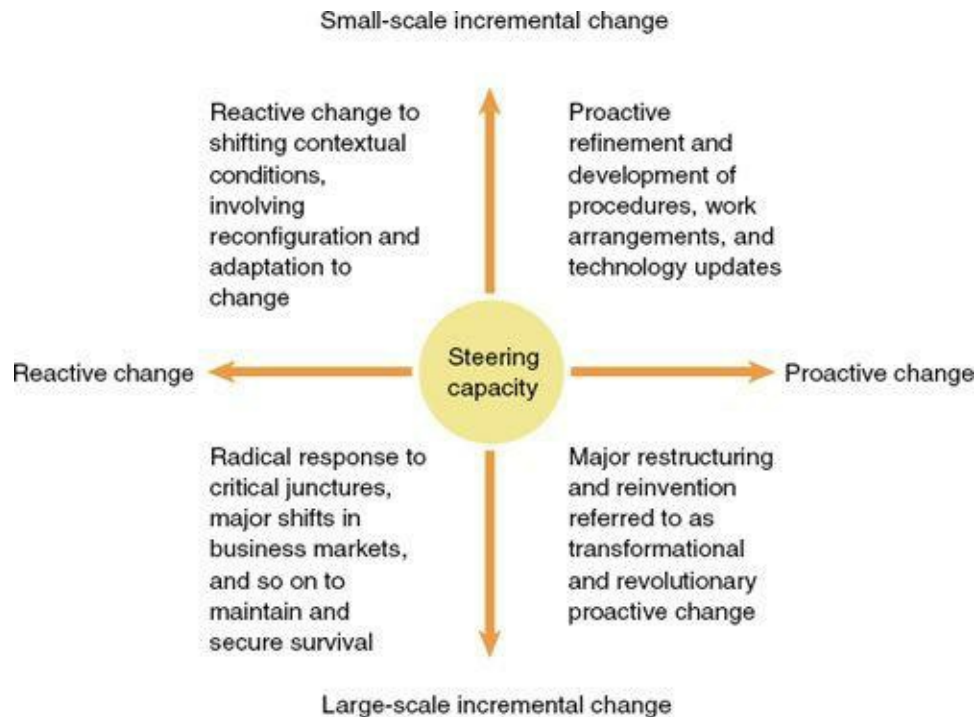 Small-scale incremental change
Reactive change to
shifting contextual
conditions,
involving
reconfiguration and
adaptation to
change
Proactive
refinement and
development of
procedures, work
arrangements, and
technology updates
Reactive change
Steering
capacity
Proactive change
Radical response to
critical junctures,
major shifts in
business markets,
and so on to
maintain and
secure survival
Major restructuring
and reinvention
referred to as
transformational
and revolutionary
proactive change
Large-scale incremental change